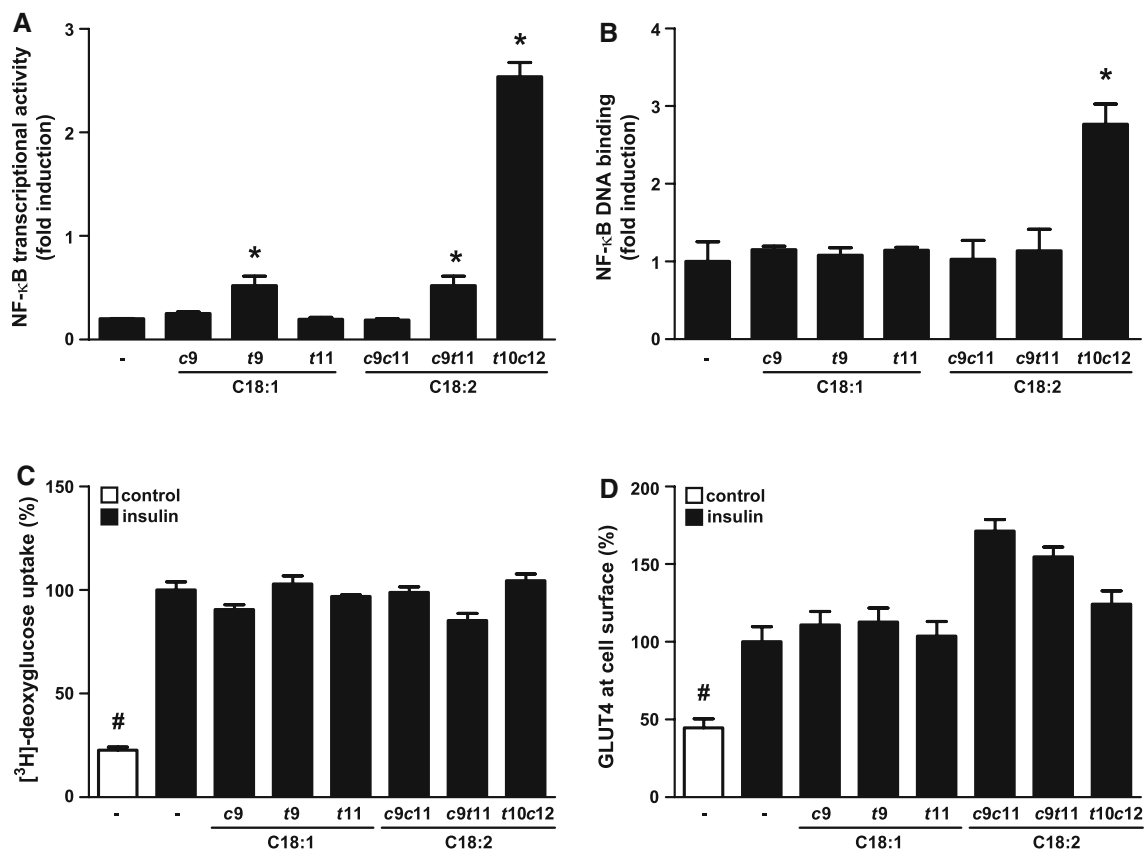 A
NF-κB transcriptional activity
(fold induction)
3
2
1
0
*
*
*
- c9 t9 t11 c9c11 c9t11 t10c12
C18:1 C18:2
B
NF-κB DNA binding
(fold induction)
4
3
2
1
0
*
- c9 t9 t11 c9c11 c9t11 t10c12
C18:1 C18:2
C
[³H]-deoxyglucose uptake (%)
150
100
50
0
control
insulin
#
- - c9 t9 t11 c9c11 c9t11 t10c12
C18:1 C18:2
D
GLUT4 at cell surface (%)
200
150
100
50
0
control
insulin
#
- - c9 t9 t11 c9c11 c9t11 t10c12
C18:1 C18:2